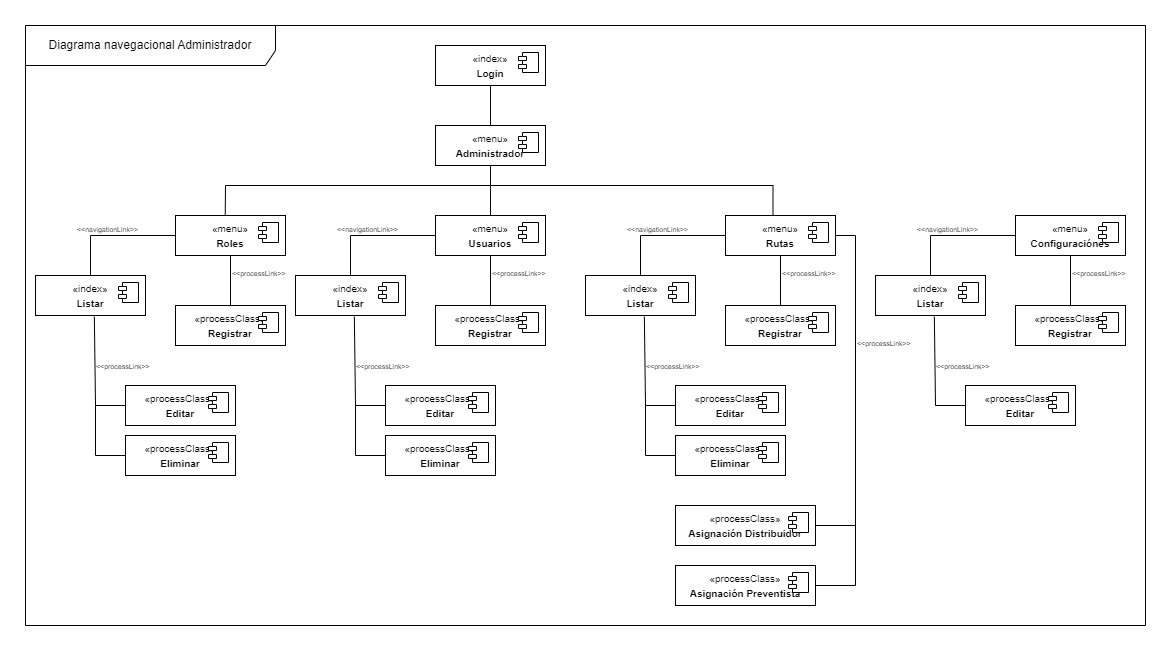 Diagrama navegacional Administrador
«index»
Login
«menu»
Administrador
«menu»
Roles
«menu»
Usuarios
«menu»
Rutas
«menu»
Configuraciónes
<<navigationLink>>
<<navigationLink>>
<<navigationLink>>
<<navigationLink>>
<<processLink>>
<<processLink>>
<<processLink>>
<<processLink>>
«index»
Listar
«index»
Listar
«index»
Listar
«index»
Listar
«processClass
Registrar
«processClass
Registrar
«processClass
Registrar
«processClass
Registrar
<<processLink>>
<<processLink>>
<<processLink>>
<<processLink>>
<<processLink>>
«processClass
Editar
«processClass
Editar
«processClass
Editar
«processClass
Editar
«processClass
Eliminar
«processClass
Eliminar
«processClass
Eliminar
«processClass»
Asignación Distribuidor
«processClass»
Asignación Preventista